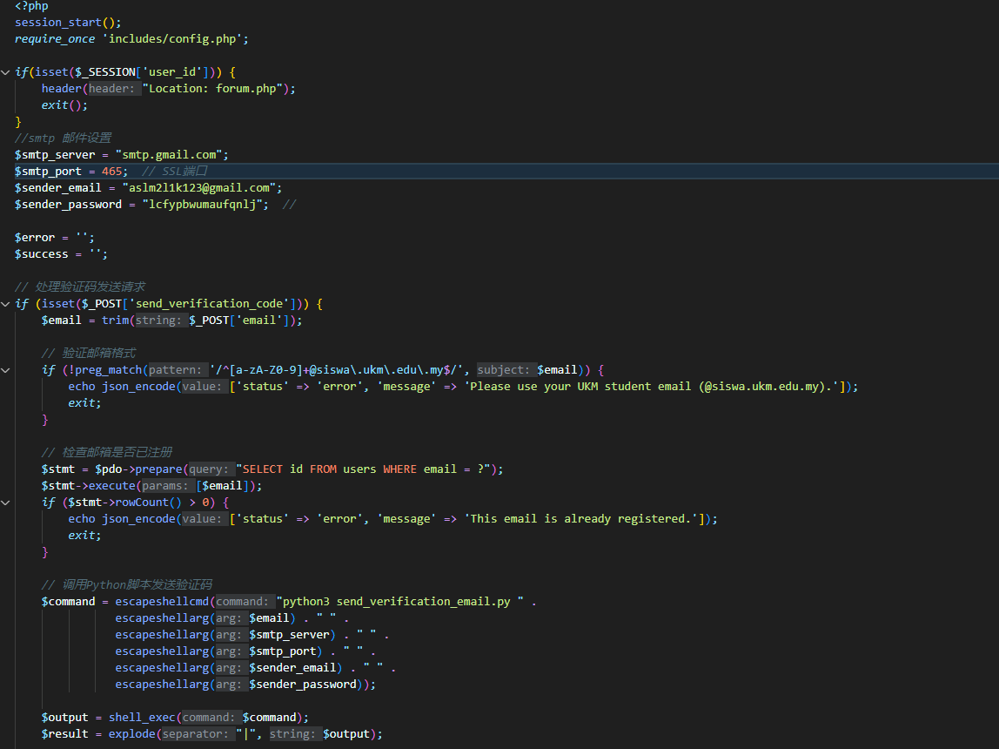 <?php
session_start();
require_once 'includes/config.php';
if(isset($_SESSION['user_id'])) {
header(header: "Location: forum.php");
exit();
}
//smtp 邮件设置
$smtp_server = "smtp.gmail.com";
$smtp_port = 465;  // SSL端口
$sender_email = "aslm2l1k123@gmail.com";
$sender_password = "lcfypbwumaufqnlj";  //
$error = '';
$success = '';
// 处理验证码发送请求
if (isset($_POST['send_verification_code'])) {
$email = trim(string: $_POST['email']);
// 验证邮箱格式
if (!preg_match(pattern: '/^[a-zA-Z0-9]+@siswa\.ukm\.edu\.my$/', subject: $email)) {
echo json_encode(value: ['status' => 'error', 'message' => 'Please use your UKM student email (@siswa.ukm.edu.my).']);
exit;
}
// 检查邮箱是否已注册
$stmt = $pdo->prepare(query: "SELECT id FROM users WHERE email = ?");
$stmt->execute(params: [$email]);
if ($stmt->rowCount() > 0) {
echo json_encode(value: ['status' => 'error', 'message' => 'This email is already registered.']);
exit;
}
// 调用Python脚本发送验证码
$command = escapeshellcmd(command: "python3 send_verification_email.py " .
escapeshellarg(arg: $email) . " " .
escapeshellarg(arg: $smtp_server) . " " .
escapeshellarg(arg: $smtp_port) . " " .
escapeshellarg(arg: $sender_email) . " " .
escapeshellarg(arg: $sender_password));
$output = shell_exec(command: $command);
$result = explode(separator: "|", string: $output);